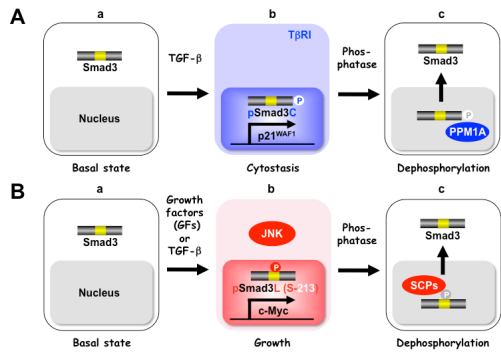 A
a
b
c
Smad3
Nucleus
Basal state
TGF-β
TβRI
P
pSmad3C
p21WAF1
Cytostasis
Phos-
phatase
Smad3
P
PPM1A
Dephosphorylation
B
a
b
c
Smad3
Nucleus
Basal state
Growth
factors
(GFs)
or
TGF-β
JNK
P
pSmad3L (S-213)
c-Myc
Growth
Phos-
phatase
Smad3
SCPs
P
Dephosphorylation